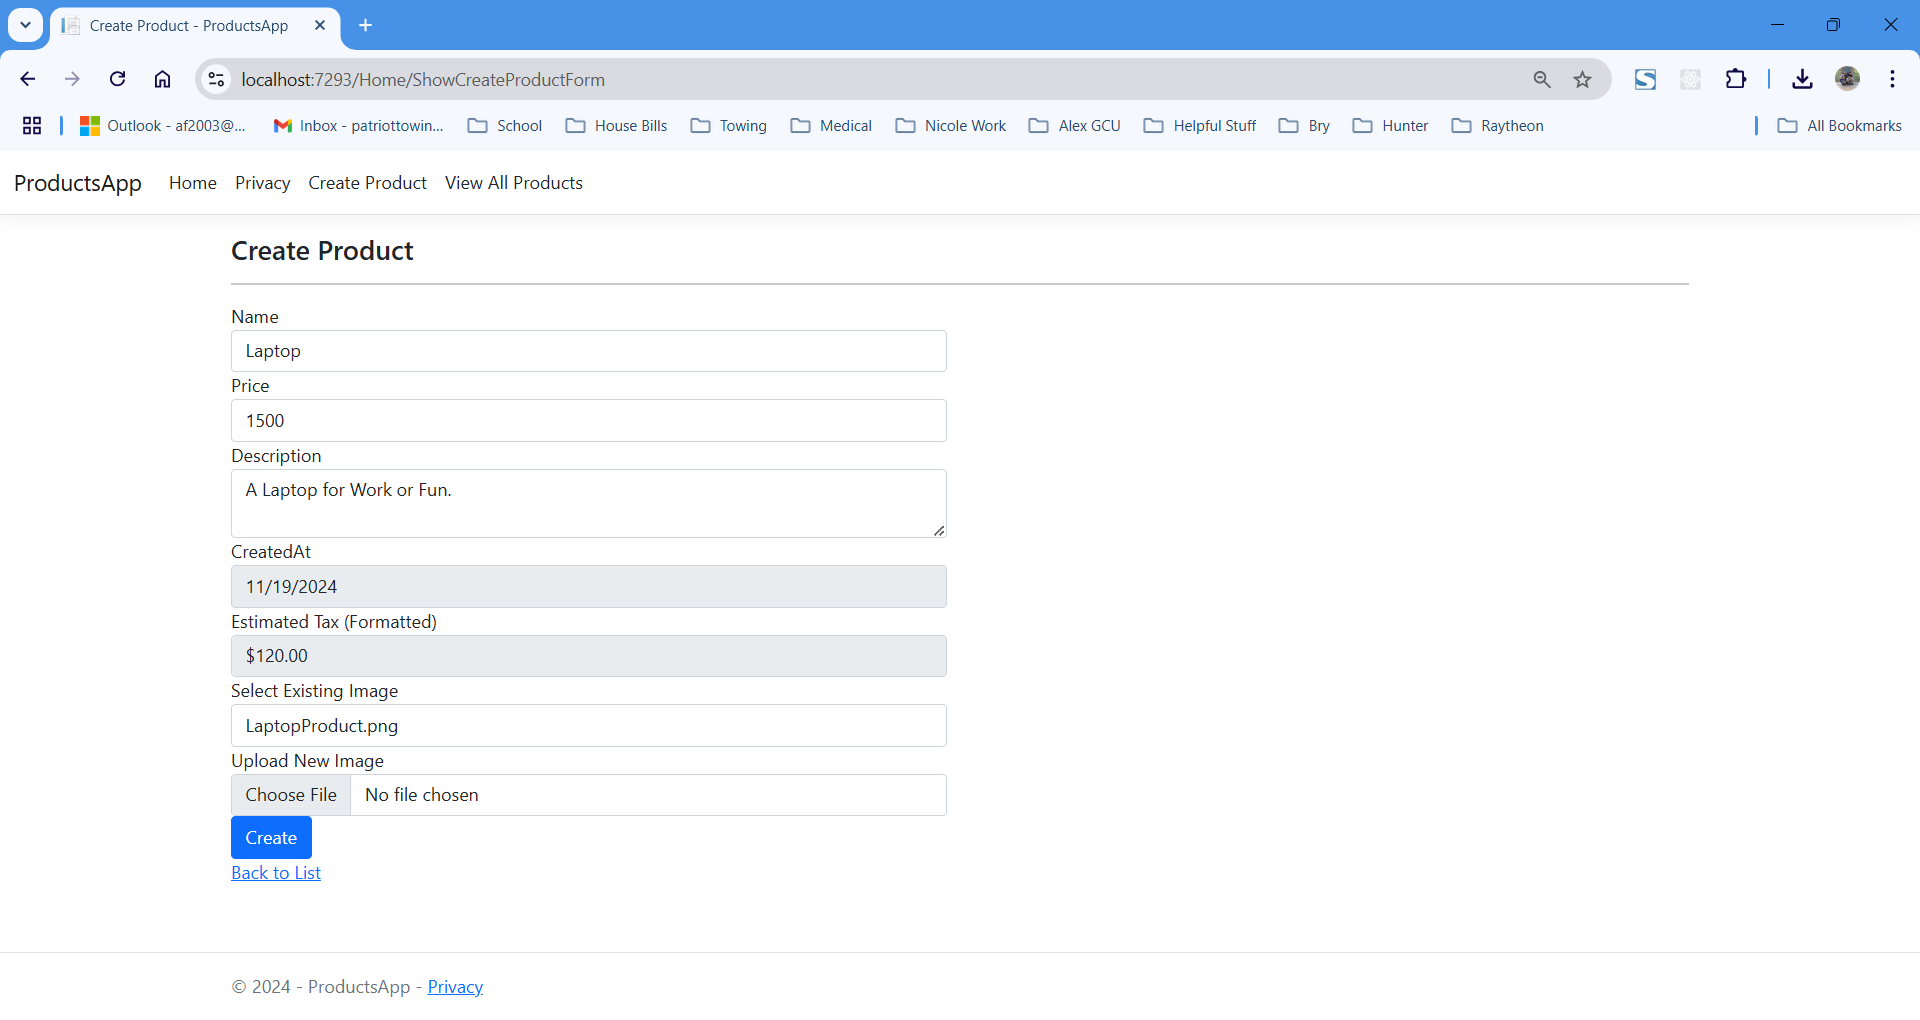 Create Product - ProductsApp
localhost:7293/Home/ShowCreateProductForm
Outlook - af2003@... Inbox - patriottowin... School House Bills Towing Medical Nicole Work Alex GCU Helpful Stuff Bry Hunter Raytheon All Bookmarks
ProductsApp Home Privacy Create Product View All Products
Create Product
Name
Laptop
Price
1500
Description
A Laptop for Work or Fun.
CreatedAt
11/19/2024
Estimated Tax (Formatted)
$120.00
Select Existing Image
LaptopProduct.png
Upload New Image
Choose File No file chosen
Create
Back to List
© 2024 - ProductsApp - Privacy